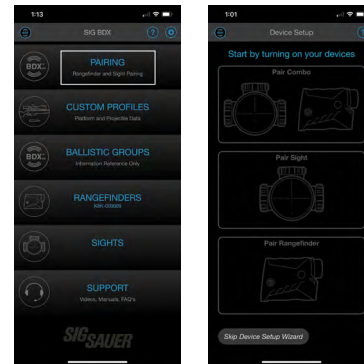 1:13
SIG BDX
?
BDX
PAIRING
Rangefinder and Sight Pairing
CUSTOM PROFILES
Platform and Projectile Data
BDX
BALLISTIC GROUPS
Information Reference Only
RANGEFINDERS
SIGHTS
SUPPORT
Videos, Manuals, FAQ's
SIG SAUER
1:01
Device Setup
?
Start by turning on your devices
Pair Combo
Pair Sight
Pair Rangefinder
Skip Device Setup Wizard